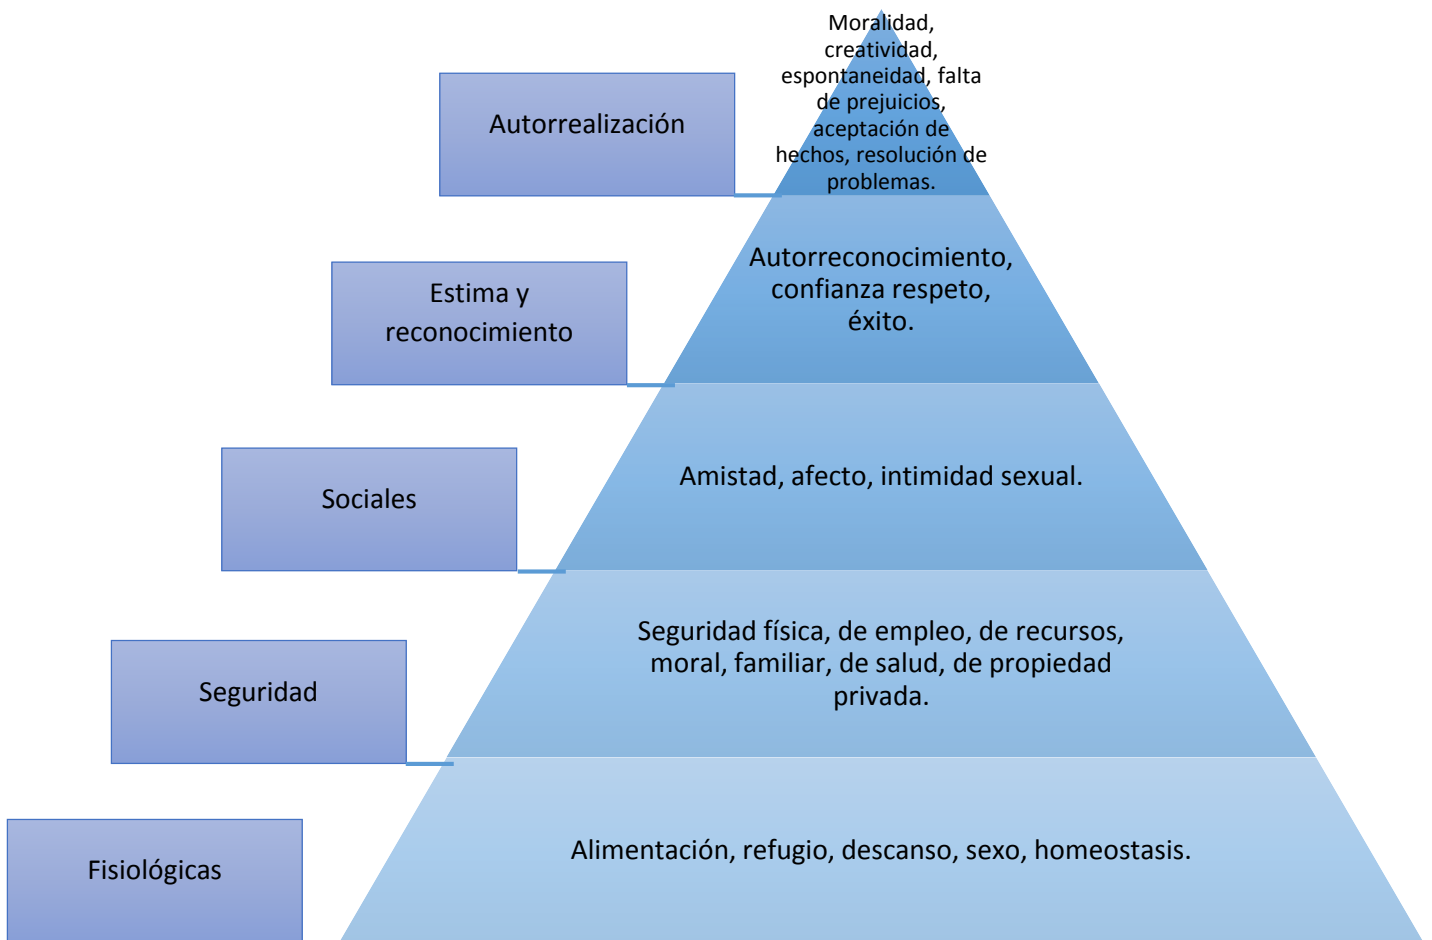 Moralidad,
creatividad,
espontaneidad, falta
de prejuicios,
aceptación de
hechos, resolución de
problemas.
Autorrealización
Autorreconocimiento,
confianza respeto,
éxito.
Estima y
reconocimiento
Amistad, afecto, intimidad sexual.
Sociales
Seguridad física, de empleo, de recursos,
moral, familiar, de salud, de propiedad
privada.
Seguridad
Alimentación, refugio, descanso, sexo, homeostasis.
Fisiológicas